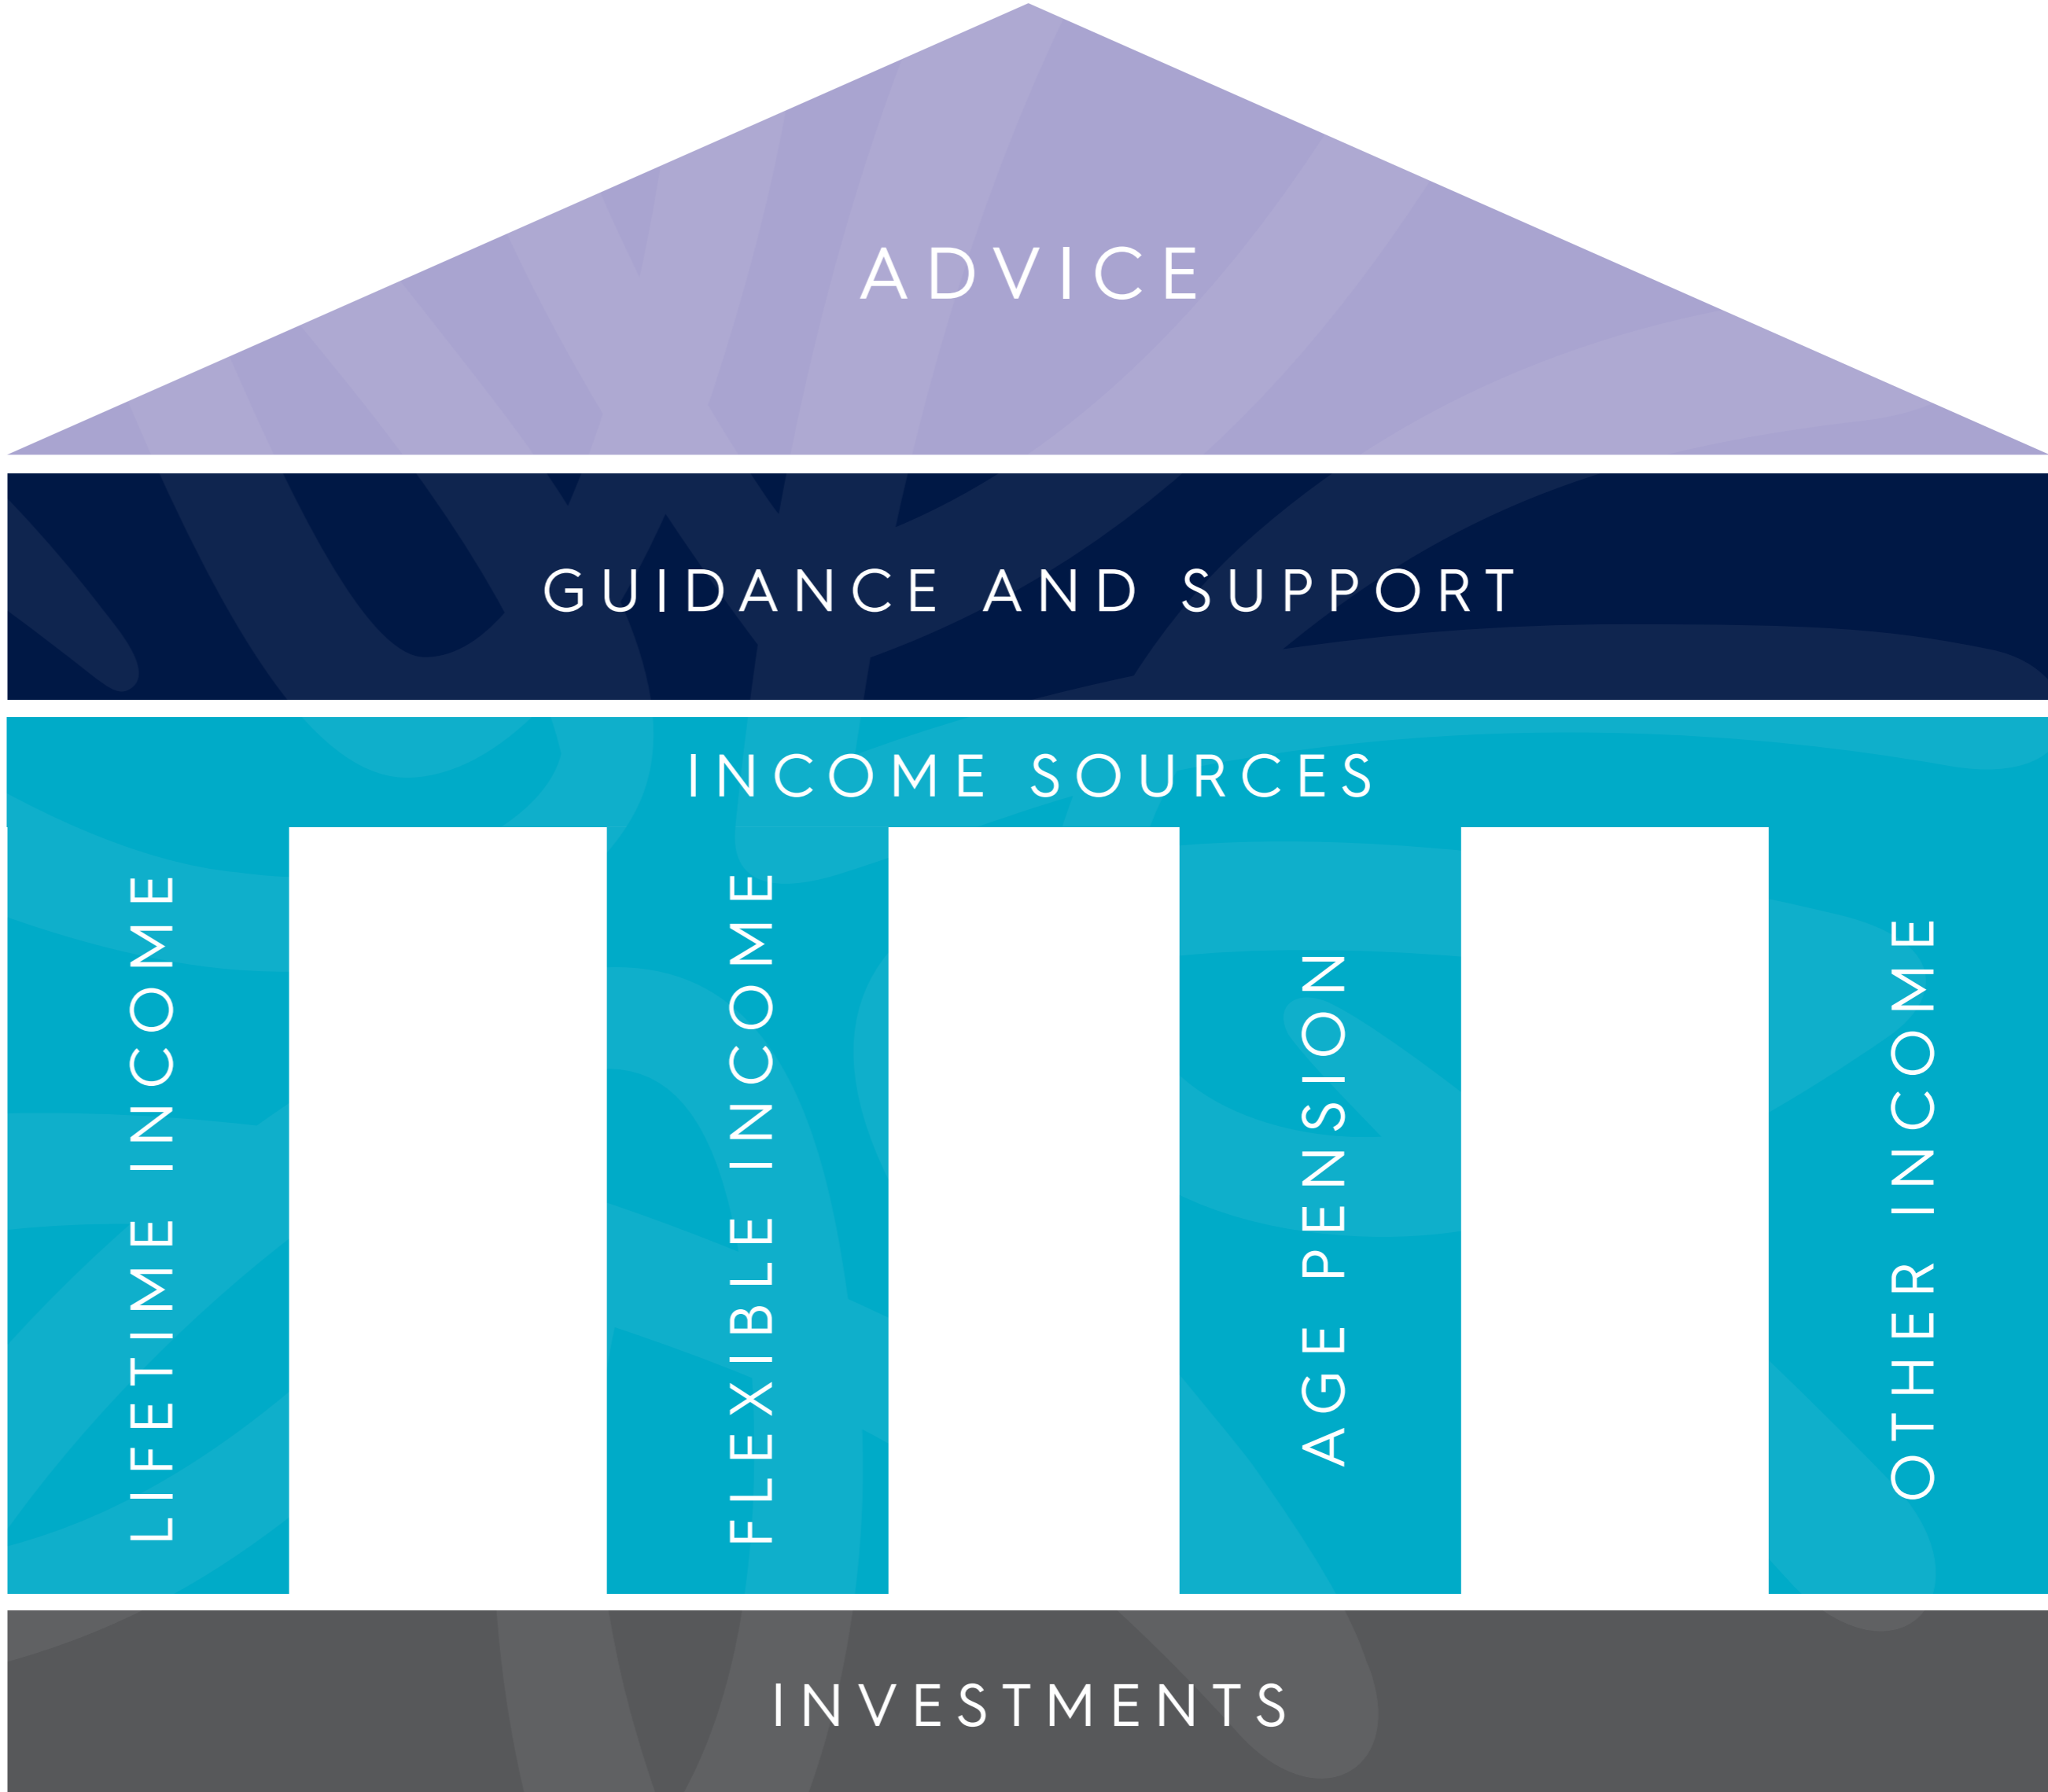 ADVICE
GUIDANCE AND SUPPORT
INCOME SOURCES
LIFETIME INCOME
FLEXIBLE INCOME
AGE PENSION
OTHER INCOME
INVESTMENTS